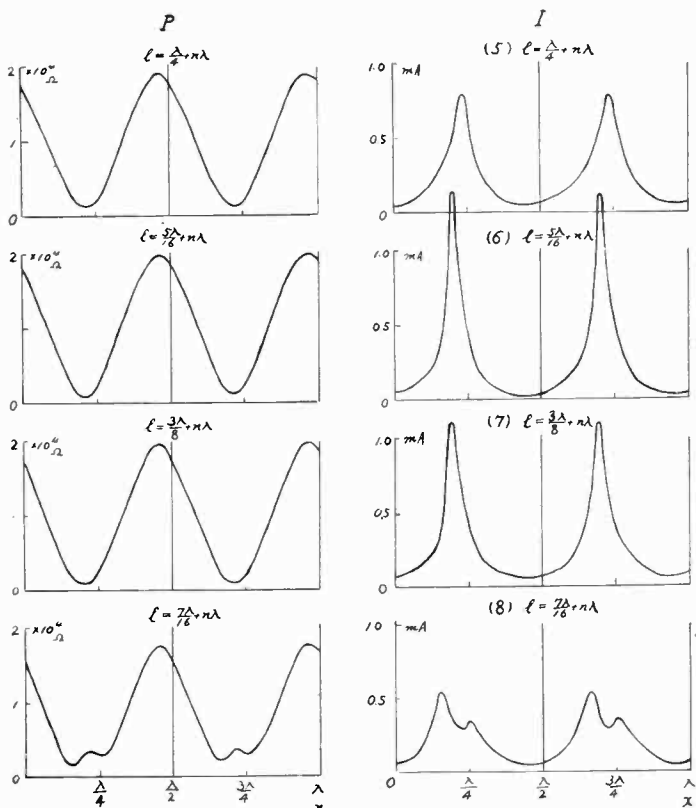 P
I
ℓ = λ/4 + nλ
(5) ℓ = λ/4 + nλ
2
×10⁴
Ω
1
0
1.0
mA
0.5
0
ℓ = 5λ/16 + nλ
(6) ℓ = 5λ/16 + nλ
2
×10⁴
Ω
0
1.0
mA
0.5
0
ℓ = 3λ/8 + nλ
(7) ℓ = 3λ/8 + nλ
2
×10⁴
Ω
1
0
1.0
mA
0.5
0
ℓ = 7λ/16 + nλ
(8) ℓ = 7λ/16 + nλ
2
×10⁴
Ω
1
0
λ/4
λ/2
3λ/4
λ
x
1.0
mA
0.5
0
λ/4
λ/2
3λ/4
λ
x